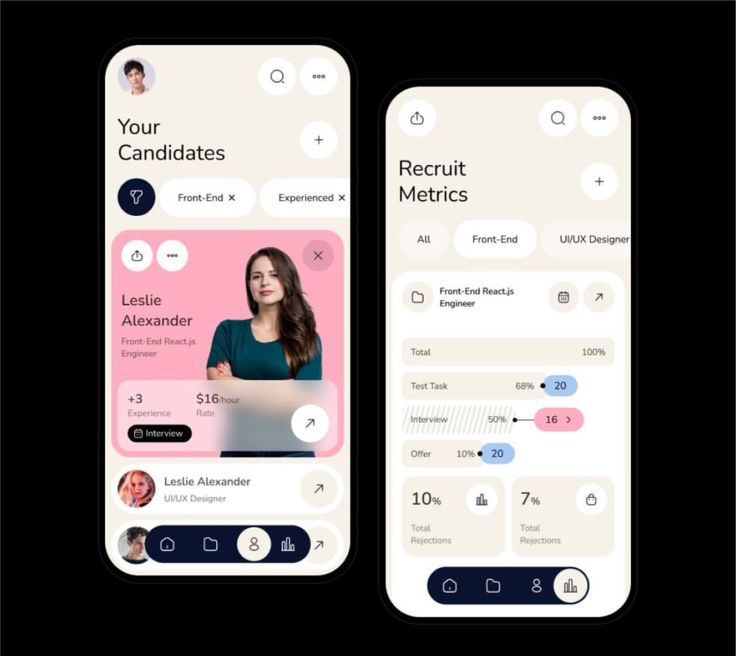 Your
Candidates
Front-End ×
Experienced ×
Leslie
Alexander
Front-End React.js
Engineer
+3
Experience
$16/hour
Rate
Interview
Leslie Alexander
UI/UX Designer
Recruit
Metrics
All
Front-End
UI/UX Designer
Front-End React.js
Engineer
Total 100%
Test Task 68% 20
Interview 50% 16
Offer 10% 20
10%
Total
Rejections
7%
Total
Rejections